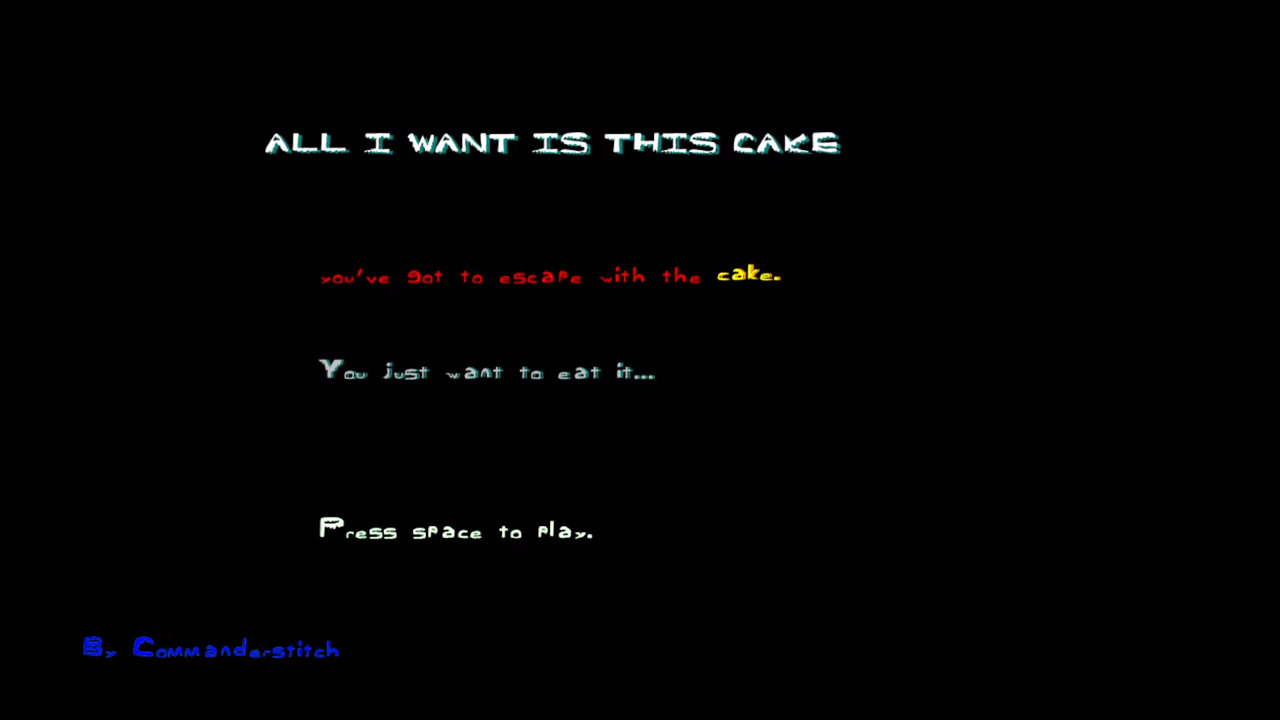 ALL I WANT IS THIS CAKE
you've got to escape with the cake.
You just want to eat it...
Press space to play.
By Commanderstitch